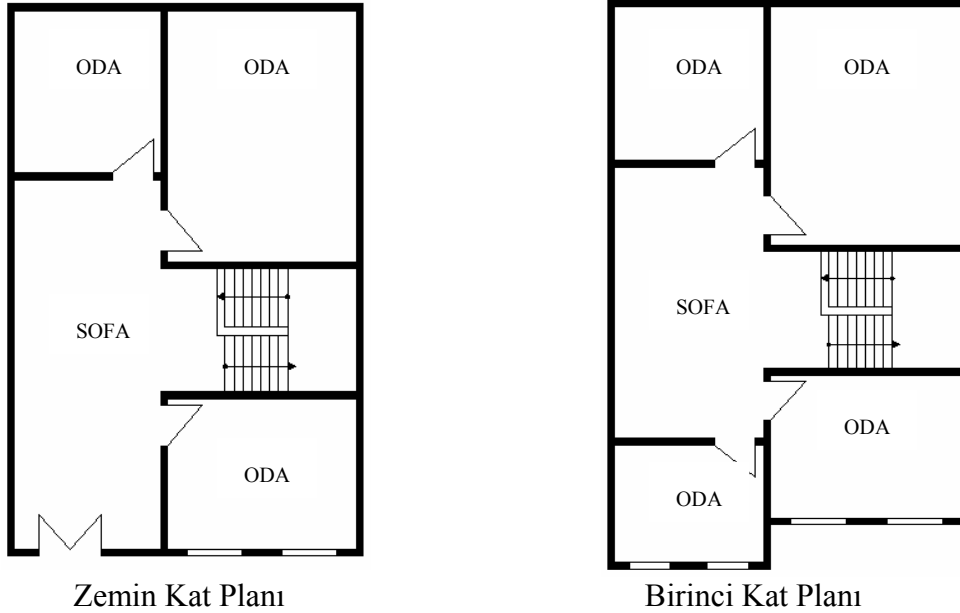 ODA
ODA
SOFA
ODA
Zemin Kat Planı
ODA
ODA
SOFA
ODA
ODA
Birinci Kat Planı